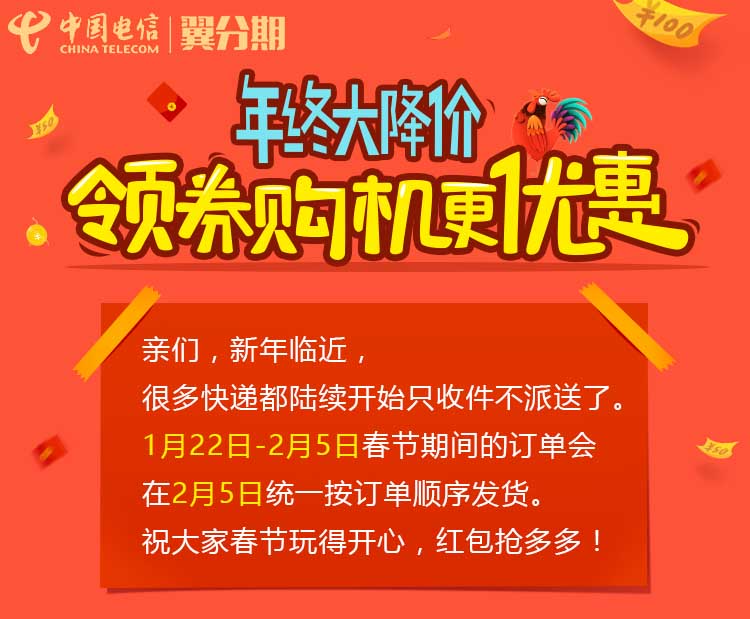 中国电信 翼分期
CHINA TELECOM
¥100
¥50
年终大降价
领券购机更优惠
亲们，新年临近，
很多快递都陆续开始只收件不派送了。
1月22日-2月5日春节期间的订单会
在2月5日统一按订单顺序发货。
祝大家春节玩得开心，红包抢多多！
¥50